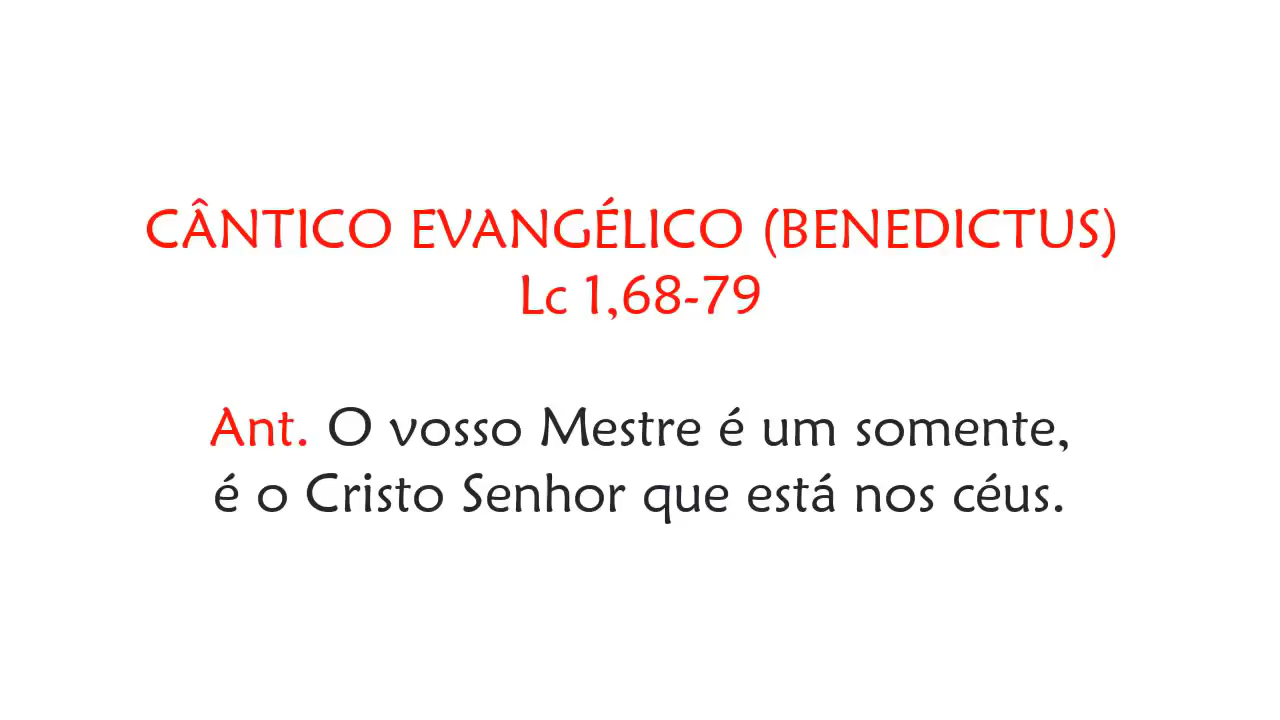 CÂNTICO EVANGÉLICO (BENEDICTUS)
Lc 1,68-79
Ant. O vosso Mestre é um somente,
é o Cristo Senhor que está nos céus.